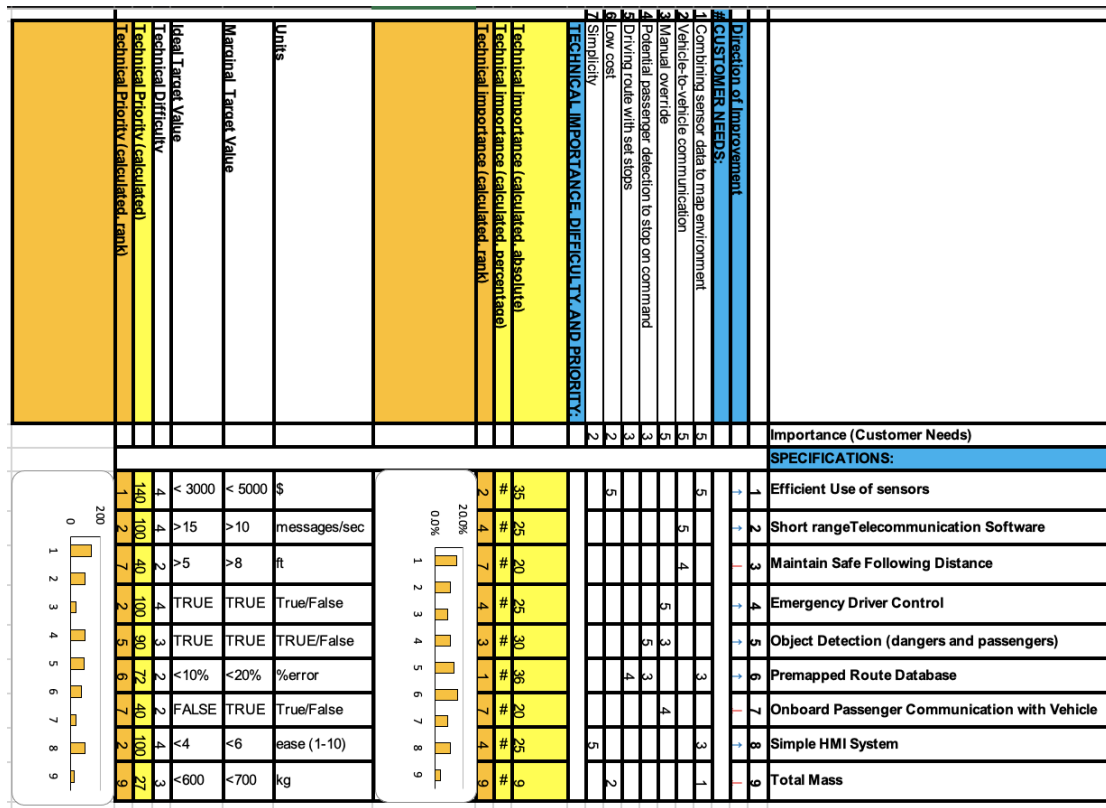 Direction of Improvement
# CUSTOMER NEEDS:
1 Combining sensor data to map environment 5
2 Vehicle-to-vehicle communication 5
3 Manual override 5
4 Potential passenger detection to stop on command 3
5 Driving route with set stops 3
6 Low cost 2
7 Simplicity 2
TECHNICAL IMPORTANCE, DIFFICULTY, AND PRIORITY:
Technical importance (calculated, absolute)
Technical importance (calculated, percentage)
Technical importance (calculated, rank)
Units
Marginal Target Value
Ideal Target Value
Technical Difficulty
Technical Priority (calculated)
Technical Priority (calculated, rank)
Importance (Customer Needs)
SPECIFICATIONS:
1 140 4 < 3000 < 5000 $ 2 # 35 5 5 → 1 Efficient Use of sensors
2 100 4 >15 >10 messages/sec 4 # 25 5 → 2 Short rangeTelecommunication Software
7 40 2 >5 >8 ft 7 # 20 4 — 3 Maintain Safe Following Distance
2 100 4 TRUE TRUE True/False 4 # 25 5 → 4 Emergency Driver Control
5 90 3 TRUE TRUE TRUE/False 3 # 30 5 3 → 5 Object Detection (dangers and passengers)
6 72 2 <10% <20% %error 1 # 36 4 3 3 → 6 Premapped Route Database
7 40 2 FALSE TRUE True/False 7 # 20 4 — 7 Onboard Passenger Communication with Vehicle
2 100 4 <4 <6 ease (1-10) 4 # 25 5 3 → 8 Simple HMI System
9 27 3 <600 <700 kg 9 # 9 2 1 — 9 Total Mass
200
0
1 2 3 4 5 6 7 8 9
20.0%
0.0%
1 2 3 4 5 6 7 8 9